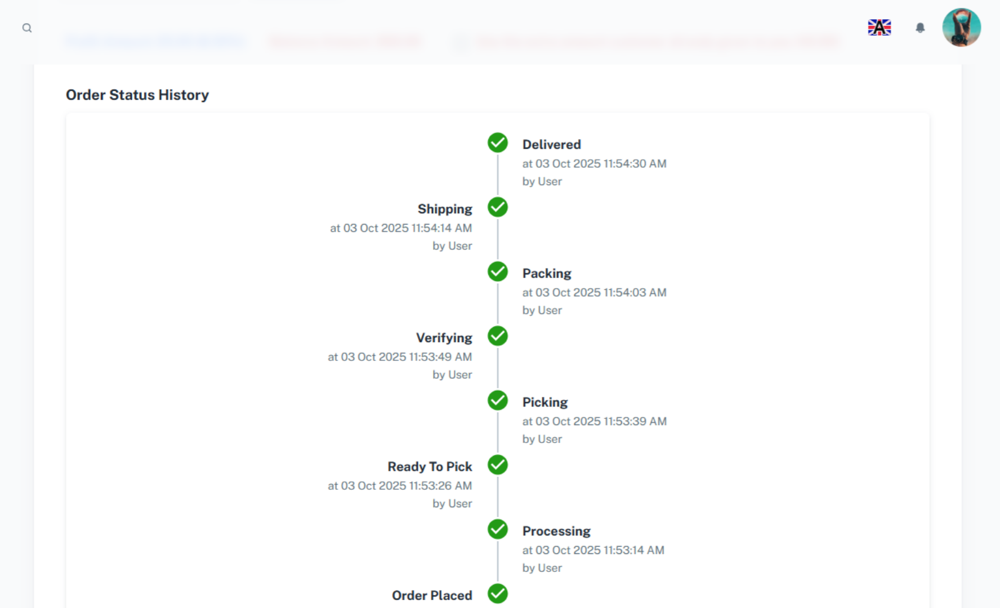 A
Order Status History
Delivered
at 03 Oct 2025 11:54:30 AM
by User
Shipping
at 03 Oct 2025 11:54:14 AM
by User
Packing
at 03 Oct 2025 11:54:03 AM
by User
Verifying
at 03 Oct 2025 11:53:49 AM
by User
Picking
at 03 Oct 2025 11:53:39 AM
by User
Ready To Pick
at 03 Oct 2025 11:53:26 AM
by User
Processing
at 03 Oct 2025 11:53:14 AM
by User
Order Placed